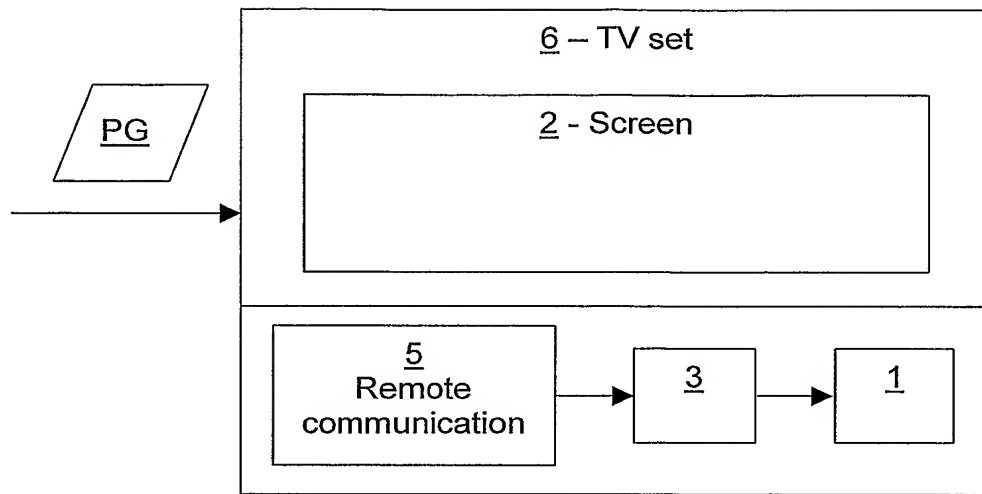 6 – TV set
PG
2 - Screen
5
Remote
communication
3
1